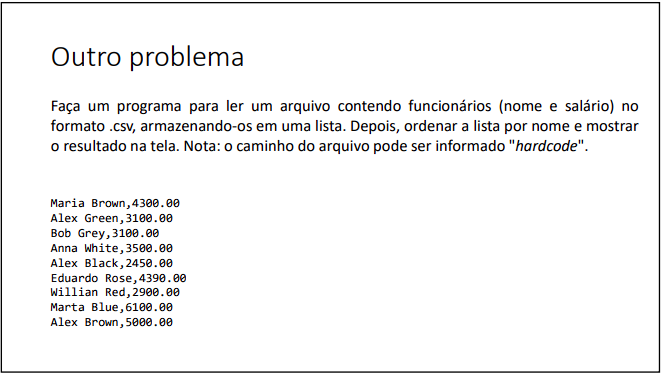 Outro problema
Faça um programa para ler um arquivo contendo funcionários (nome e salário) no
formato .csv, armazenando-os em uma lista. Depois, ordenar a lista por nome e mostrar
o resultado na tela. Nota: o caminho do arquivo pode ser informado "hardcode".
Maria Brown,4300.00
Alex Green,3100.00
Bob Grey,3100.00
Anna White,3500.00
Alex Black,2450.00
Eduardo Rose,4390.00
Willian Red,2900.00
Marta Blue,6100.00
Alex Brown,5000.00